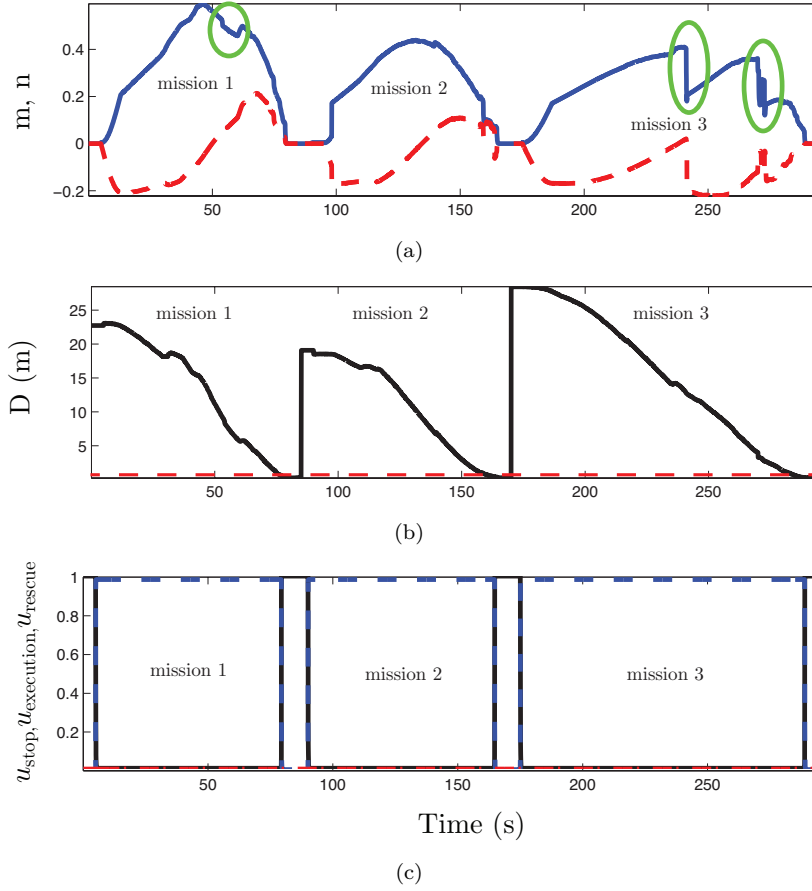 m, n
0.4
0.2
0
−0.2
mission 1
mission 2
mission 3
50
100
150
200
250
(a)
D (m)
25
20
15
10
5
mission 1
mission 2
mission 3
50
100
150
200
250
(b)
u_stop,u_execution,u_rescue
1
0.8
0.6
0.4
0.2
mission 1
mission 2
mission 3
50
100
150
200
250
Time (s)
(c)